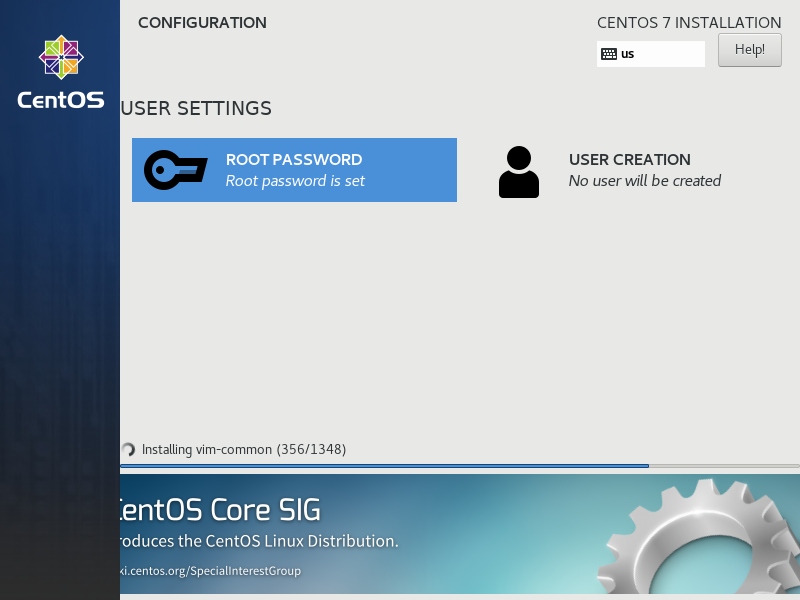 CONFIGURATION
CENTOS 7 INSTALLATION
us
Help!
CentOS
USER SETTINGS
ROOT PASSWORD
Root password is set
USER CREATION
No user will be created
Installing vim-common (356/1348)
CentOS Core SIG
roduces the CentOS Linux Distribution.
ki.centos.org/SpecialInterestGroup